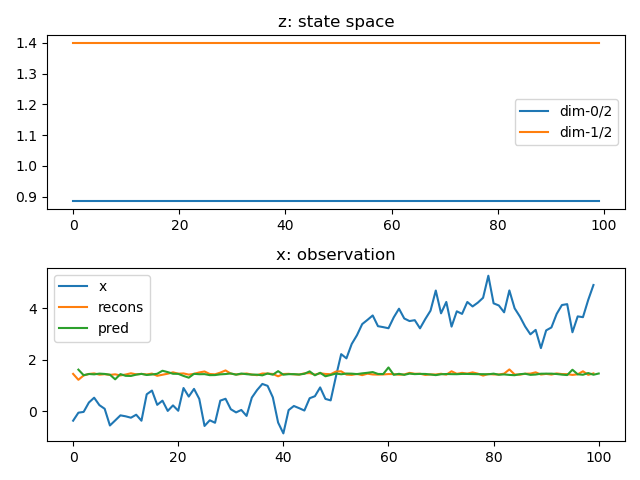 z: state space
1.4
1.3
1.2
1.1
1.0
0.9
dim-0/2
dim-1/2
0 20 40 60 80 100
x: observation
4
2
0
x
recons
pred
0 20 40 60 80 100